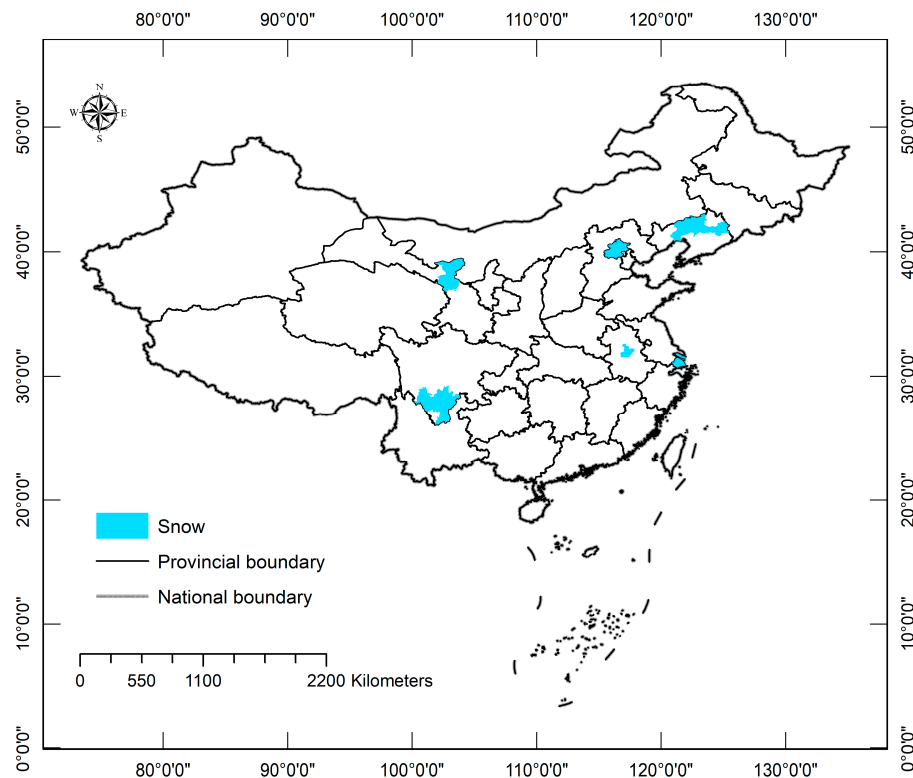 80°0'0" 90°0'0" 100°0'0" 110°0'0" 120°0'0" 130°0'0"
N
W E
S
50°0'0" 50°0'0"
40°0'0" 40°0'0"
30°0'0" 30°0'0"
20°0'0" 20°0'0"
Snow
Provincial boundary
National boundary
10°0'0" 10°0'0"
0 550 1100 2200 Kilometers
0°0'0" 0°0'0"
80°0'0" 90°0'0" 100°0'0" 110°0'0" 120°0'0" 130°0'0"